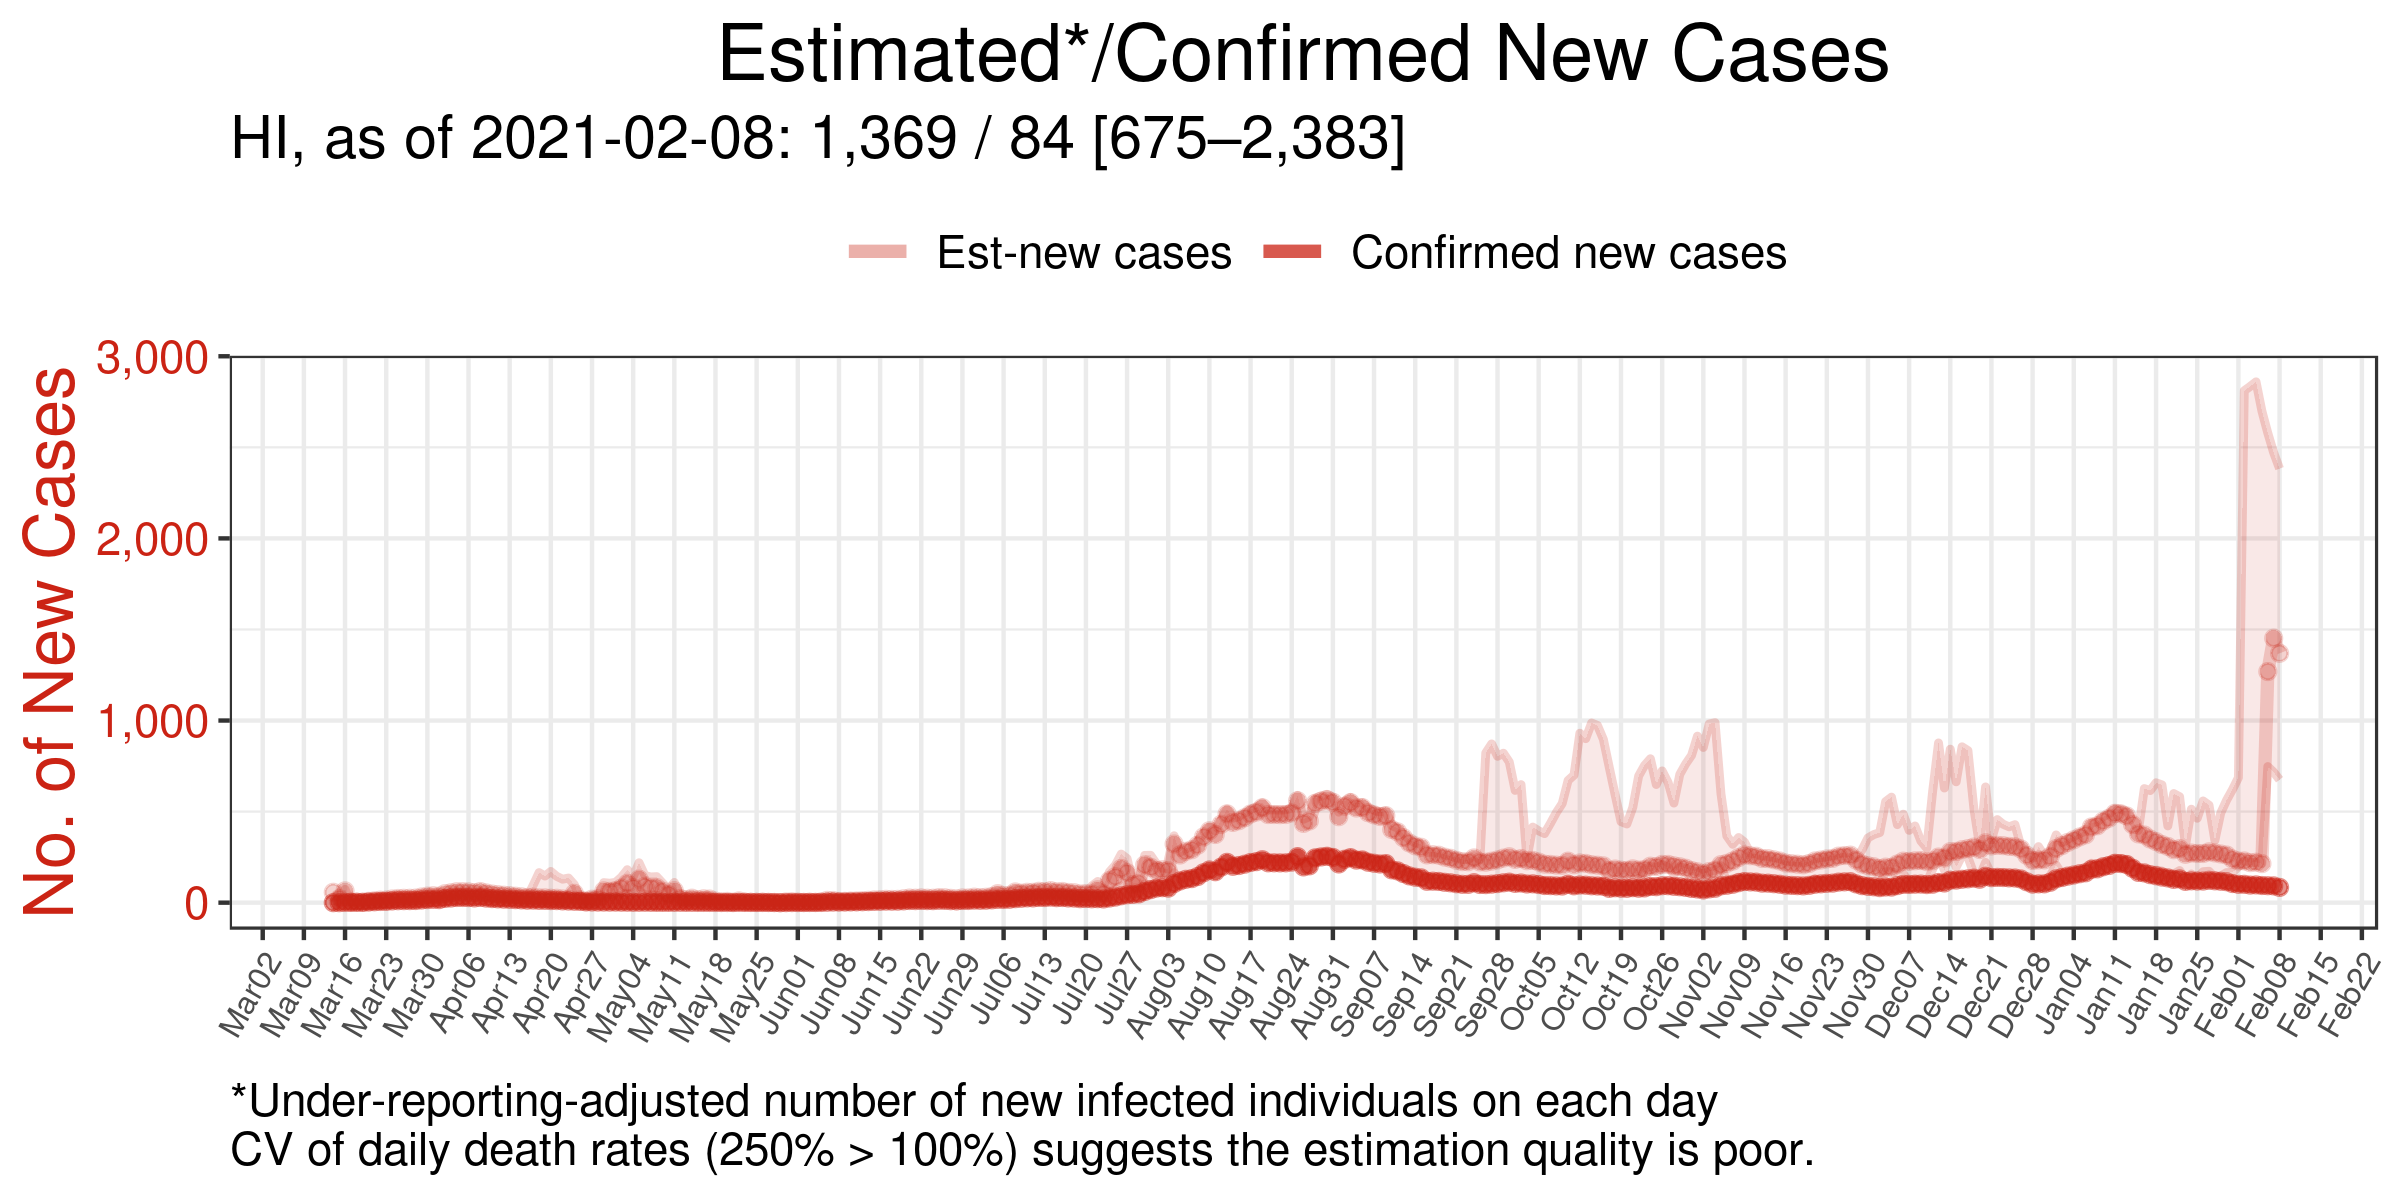 Estimated*/Confirmed New Cases
HI, as of 2021-02-08: 1,369 / 84 [675–2,383]
Est-new cases
Confirmed new cases
No. of New Cases
3,000
2,000
1,000
0
Mar02
Mar09
Mar16
Mar23
Mar30
Apr06
Apr13
Apr20
Apr27
May04
May11
May18
May25
Jun01
Jun08
Jun15
Jun22
Jun29
Jul06
Jul13
Jul20
Jul27
Aug03
Aug10
Aug17
Aug24
Aug31
Sep07
Sep14
Sep21
Sep28
Oct05
Oct12
Oct19
Oct26
Nov02
Nov09
Nov16
Nov23
Nov30
Dec07
Dec14
Dec21
Dec28
Jan04
Jan11
Jan18
Jan25
Feb01
Feb08
Feb15
Feb22
*Under-reporting-adjusted number of new infected individuals on each day
CV of daily death rates (250% > 100%) suggests the estimation quality is poor.